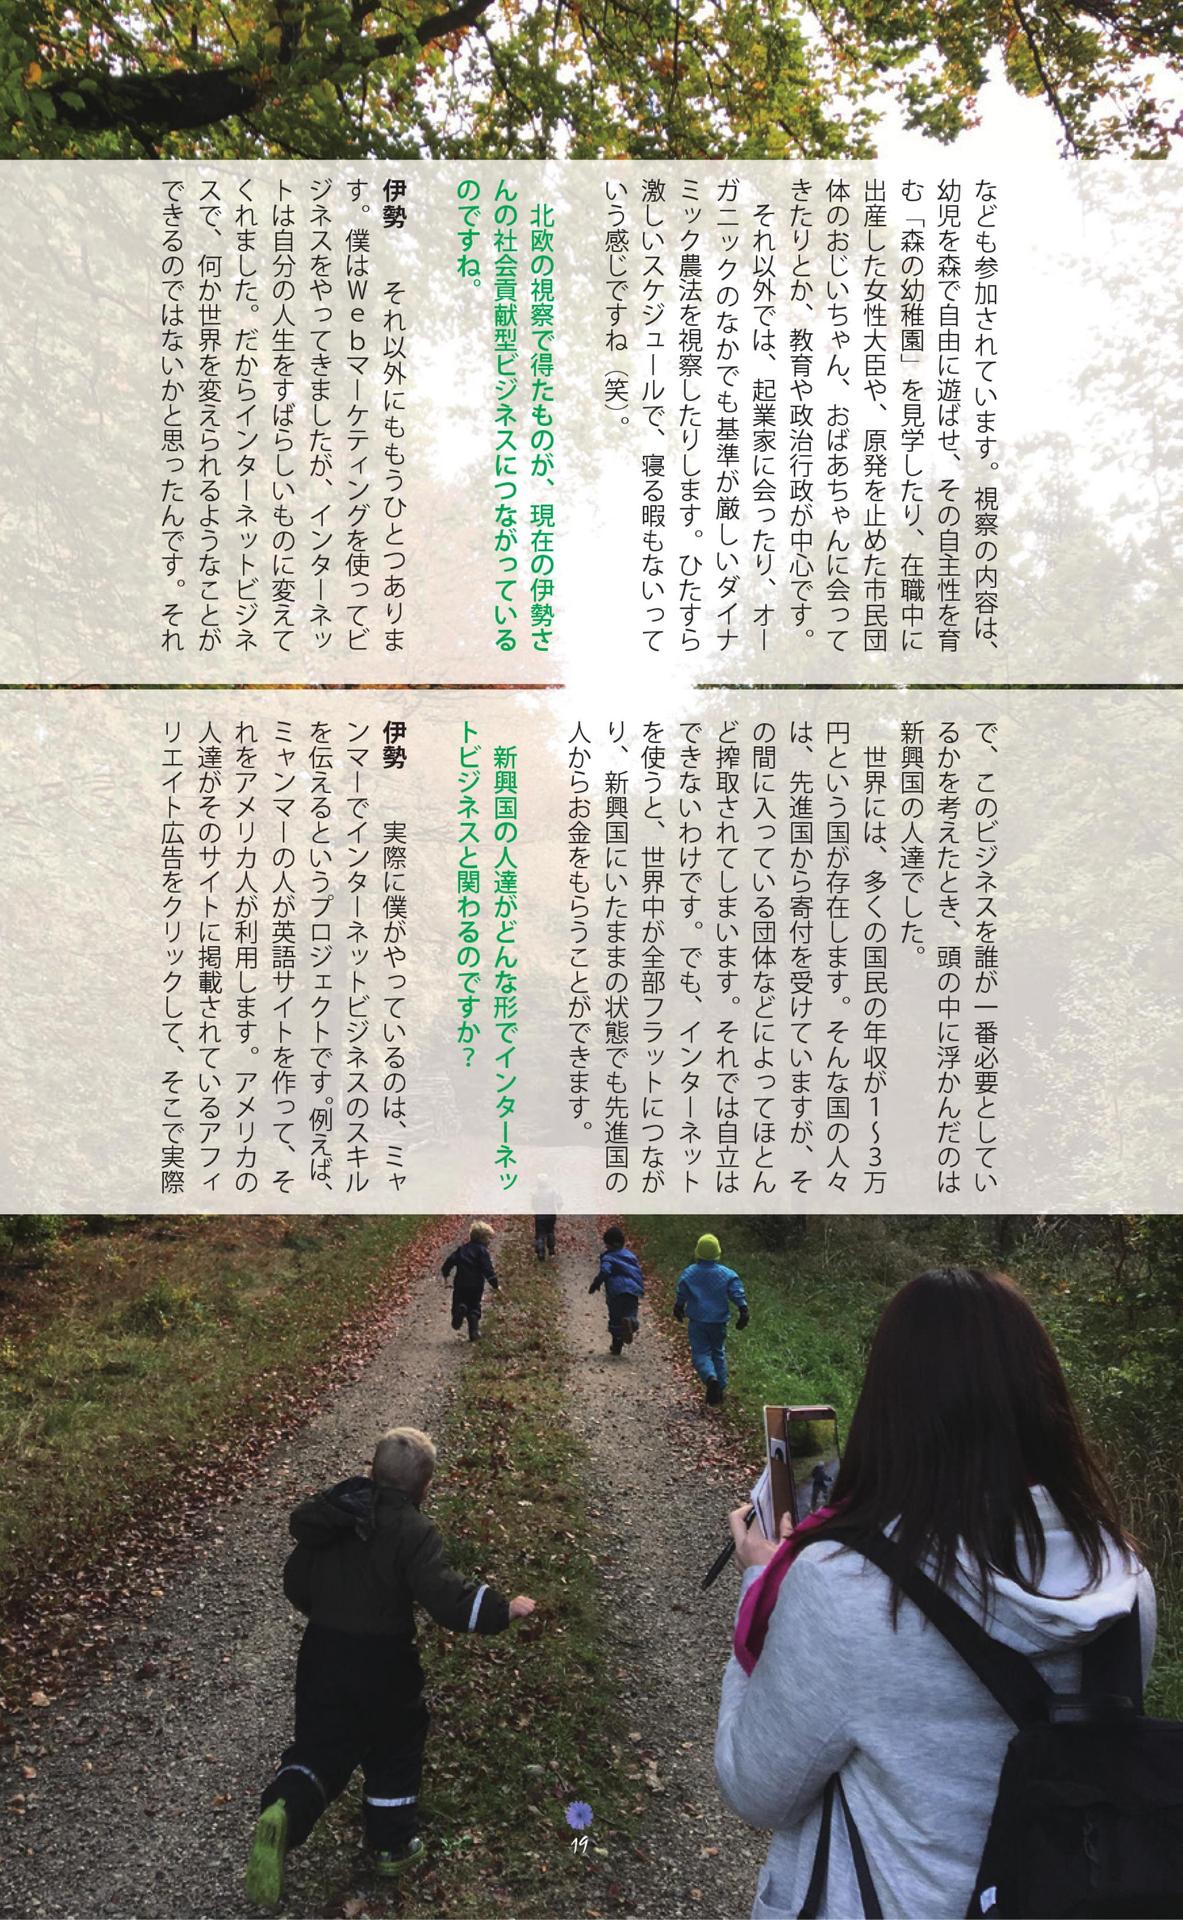 なども参加されています。視察の内容は、
幼児を森で自由に遊ばせ、その自主性を育
む「森の幼稚園」を見学したり、在職中に
出産した女性大臣や、原発を止めた市民団
体のおじいちゃん、おばあちゃんに会って
きたりとか、教育や政治行政が中心です。
それ以外では、起業家に会ったり、オー
ガニックのなかでも基準が厳しいダイナ
ミック農法を視察したりします。ひたすら
激しいスケジュールで、寝る暇もないって
いう感じですね（笑）。
北欧の視察で得たものが、現在の伊勢さ
んの社会貢献型ビジネスにつながっている
のですね。
伊勢　それ以外にももうひとつありま
す。僕はWebマーケティングを使ってビ
ジネスをやってきましたが、インターネッ
トは自分の人生をすばらしいものに変えて
くれました。だからインターネットビジネ
スで、何か世界を変えられるようなことが
できるのではないかと思ったんです。それ
で、このビジネスを誰が一番必要としてい
るかを考えたとき、頭の中に浮かんだのは
新興国の人達でした。
世界には、多くの国民の年収が1〜3万
円という国が存在します。そんな国の人々
は、先進国から寄付を受けていますが、そ
の間に入っている団体などによってほとん
ど搾取されてしまいます。それでは自立は
できないわけです。でも、インターネット
を使うと、世界中が全部フラットにつなが
り、新興国にいたままの状態でも先進国の
人からお金をもらうことができます。
新興国の人達がどんな形でインターネッ
トビジネスと関わるのですか？
伊勢　実際に僕がやっているのは、ミャ
ンマーでインターネットビジネスのスキル
を伝えるというプロジェクトです。例えば、
ミャンマーの人が英語サイトを作って、そ
れをアメリカ人が利用します。アメリカの
人達がそのサイトに掲載されているアフィ
リエイト広告をクリックして、そこで実際
19